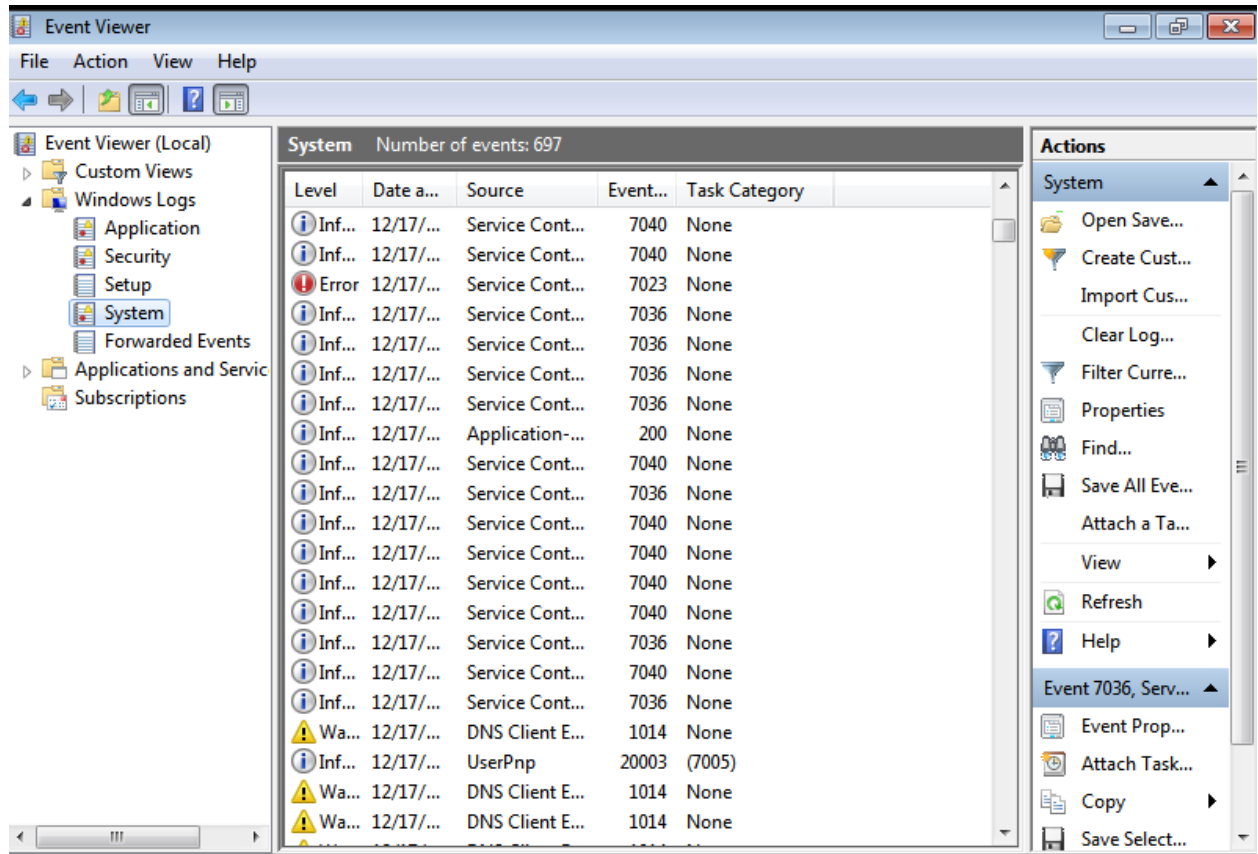 Event Viewer
File Action View Help
Event Viewer (Local)
Custom Views
Windows Logs
Application
Security
Setup
System
Forwarded Events
Applications and Servic
Subscriptions
System Number of events: 697
Level Date a... Source Event... Task Category
Inf... 12/17/... Service Cont... 7040 None
Inf... 12/17/... Service Cont... 7040 None
Error 12/17/... Service Cont... 7023 None
Inf... 12/17/... Service Cont... 7036 None
Inf... 12/17/... Service Cont... 7036 None
Inf... 12/17/... Service Cont... 7036 None
Inf... 12/17/... Service Cont... 7036 None
Inf... 12/17/... Application-... 200 None
Inf... 12/17/... Service Cont... 7040 None
Inf... 12/17/... Service Cont... 7036 None
Inf... 12/17/... Service Cont... 7040 None
Inf... 12/17/... Service Cont... 7040 None
Inf... 12/17/... Service Cont... 7040 None
Inf... 12/17/... Service Cont... 7040 None
Inf... 12/17/... Service Cont... 7036 None
Inf... 12/17/... Service Cont... 7040 None
Inf... 12/17/... Service Cont... 7036 None
Wa... 12/17/... DNS Client E... 1014 None
Inf... 12/17/... UserPnp 20003 (7005)
Wa... 12/17/... DNS Client E... 1014 None
Wa... 12/17/... DNS Client E... 1014 None
Actions
System
Open Save...
Create Cust...
Import Cus...
Clear Log...
Filter Curre...
Properties
Find...
Save All Eve...
Attach a Ta...
View
Refresh
Help
Event 7036, Serv...
Event Prop...
Attach Task...
Copy
Save Select...